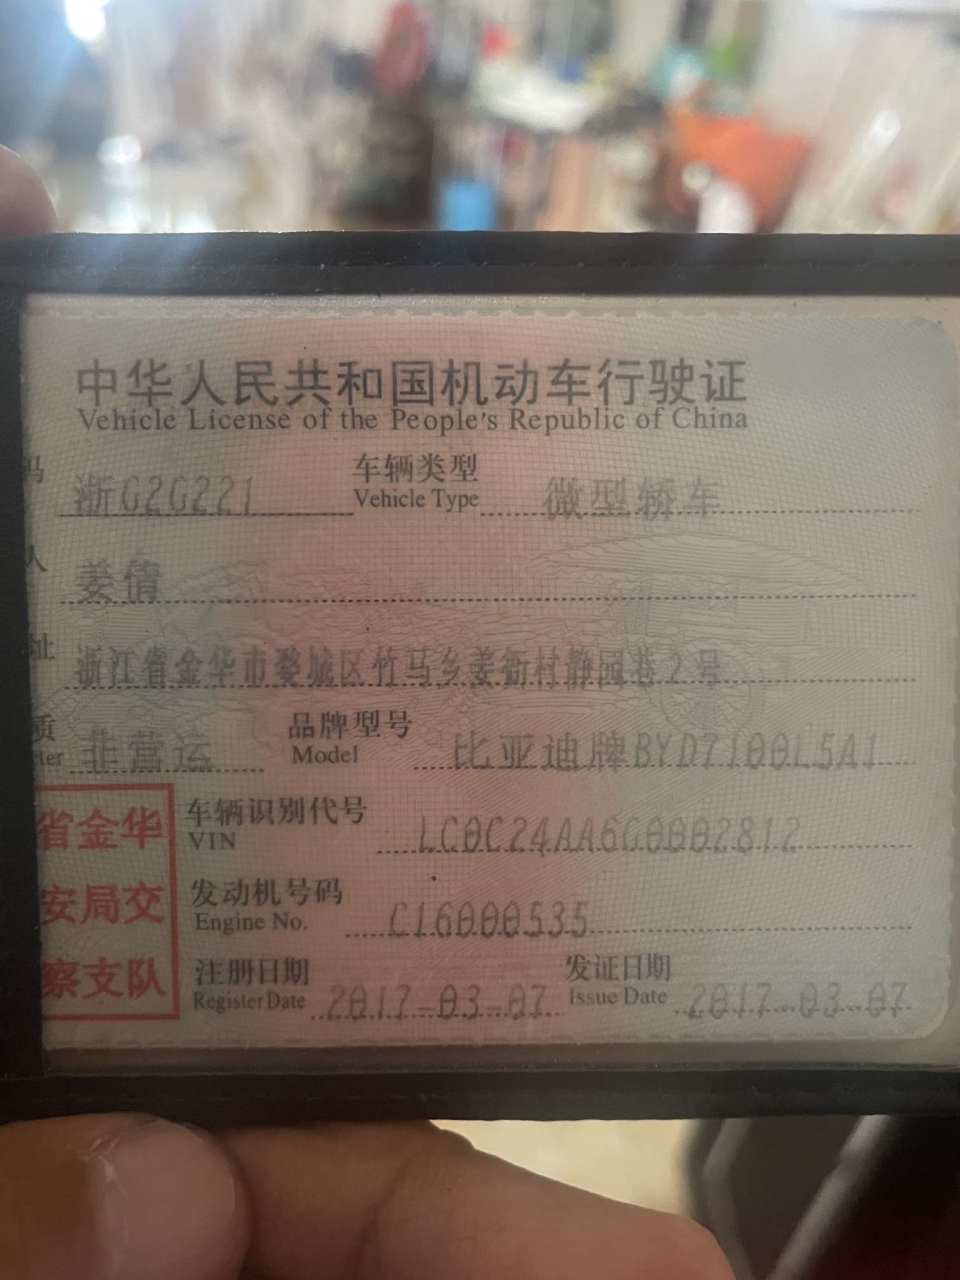 中华人民共和国机动车行驶证
Vehicle License of the People's Republic of China
码 浙G2G221 车辆类型 微型轿车
Vehicle Type
人 姜倩
址 浙江省金华市婺城区竹马乡姜衙村静园巷2号
质 非营运 品牌型号 比亚迪牌BYD7100L5A1
ter Model
省金华 车辆识别代号 LC0C24AA6G0002812
VIN
安局交 发动机号码 C16000535
Engine No.
察支队 注册日期 2017-03-07 发证日期 2017-03-07
Register Date Issue Date